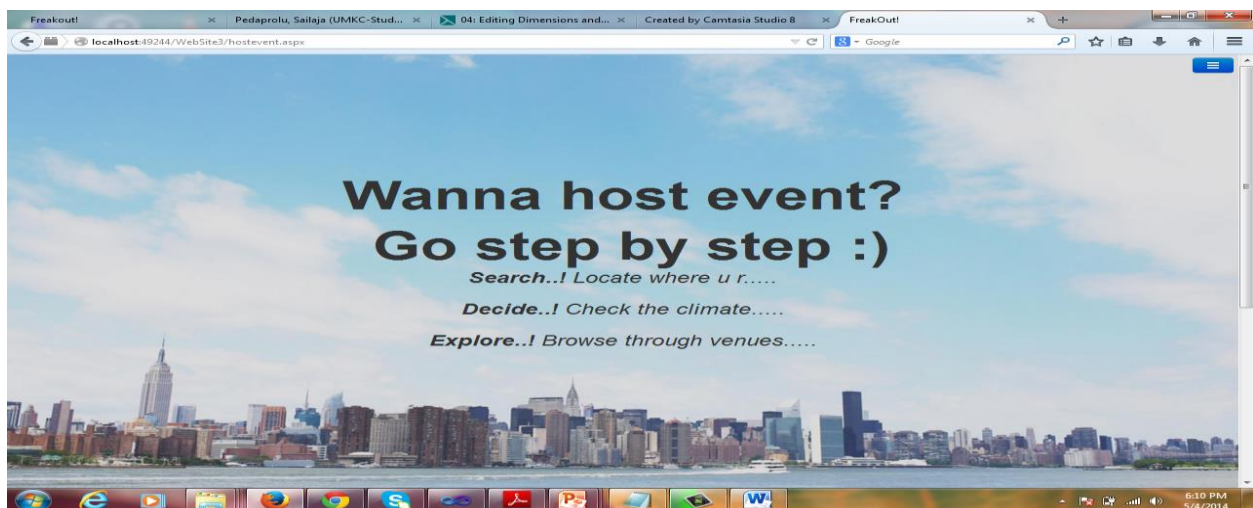 Freakout!
Pedaprolu, Sailaja (UMKC-Stud...
04: Editing Dimensions and...
Created by Camtasia Studio 8
FreakOut!
localhost:49244/WebSite3/hostevent.aspx
Google
Wanna host event?
Go step by step :)
Search..! Locate where u r.....
Decide..! Check the climate.....
Explore..! Browse through venues.....
6:10 PM
5/4/2014